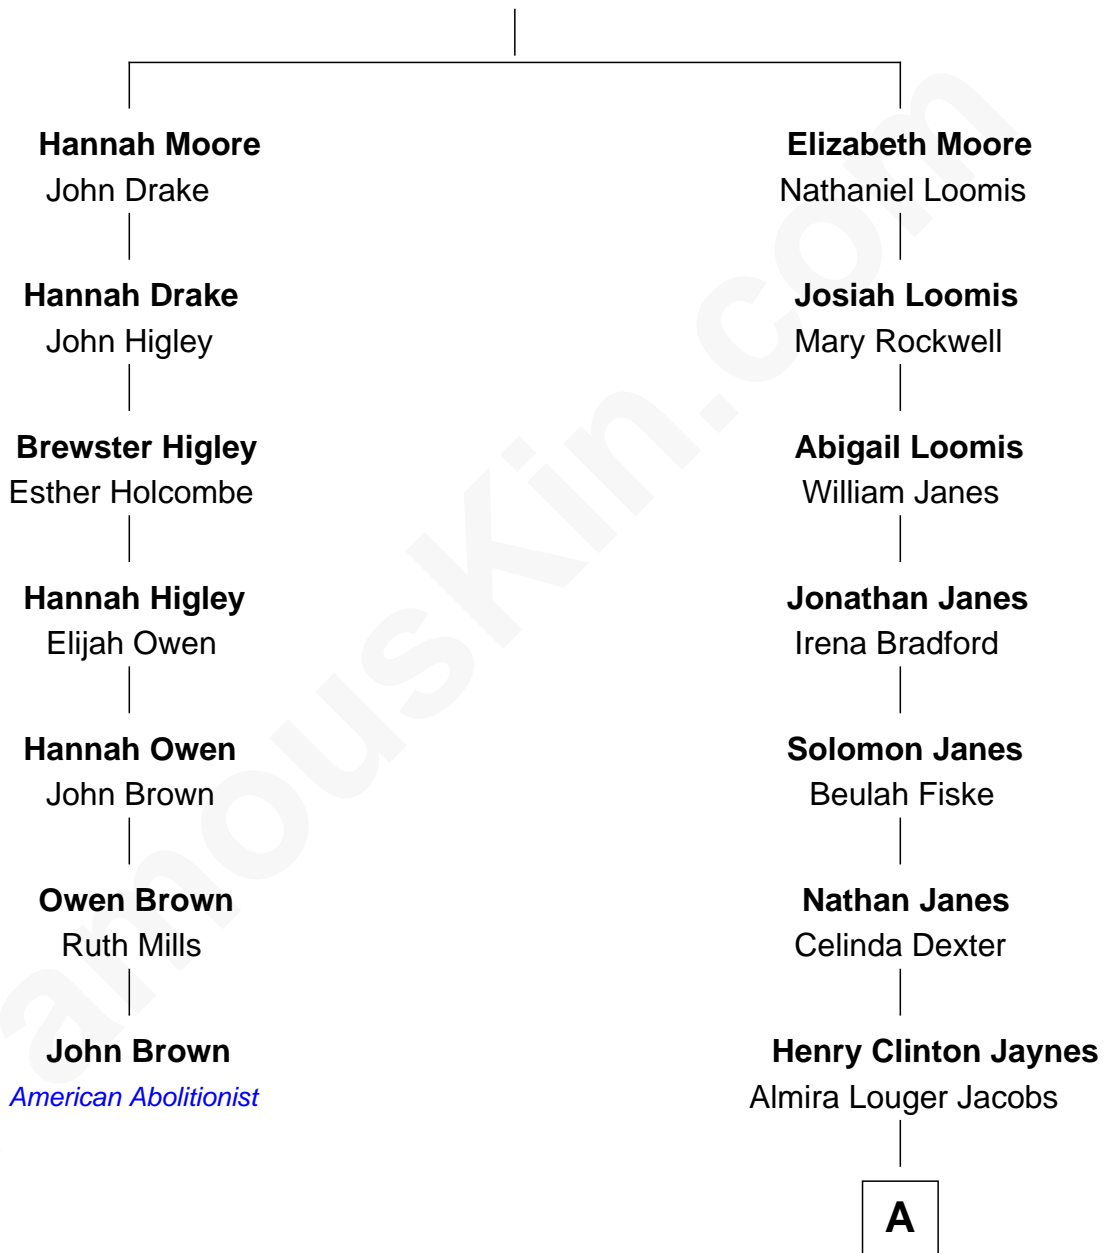 Hannah Moore
John Drake
Elizabeth Moore
Nathaniel Loomis
Hannah Drake
John Higley
Josiah Loomis
Mary Rockwell
Brewster Higley
Esther Holcombe
Abigail Loomis
William Janes
Hannah Higley
Elijah Owen
Jonathan Janes
Irena Bradford
Hannah Owen
John Brown
Solomon Janes
Beulah Fiske
Owen Brown
Ruth Mills
Nathan Janes
Celinda Dexter
John Brown
American Abolitionist
Henry Clinton Jaynes
Almira Louger Jacobs
A
amouskin.com